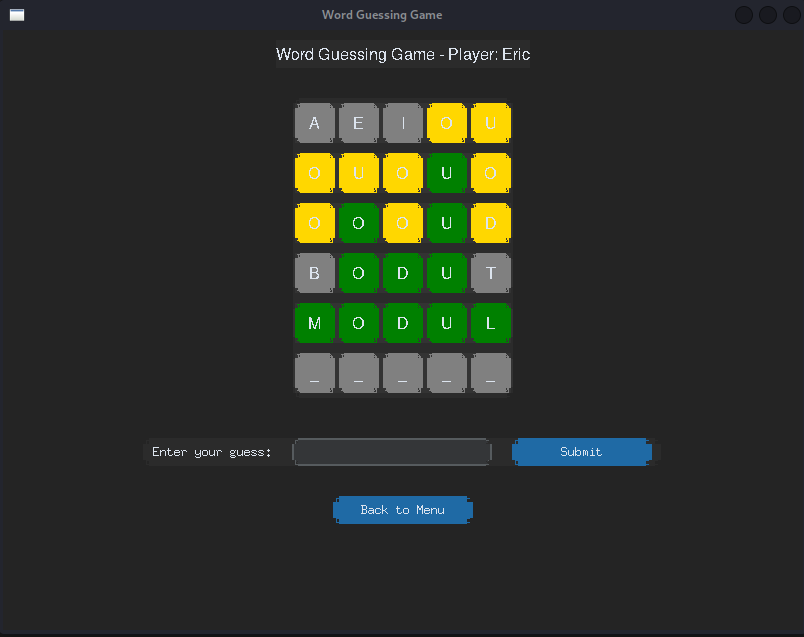 Word Guessing Game
Word Guessing Game - Player: Eric
A E I O U
O U O U O
O O O U D
B O D U T
M O D U L
_ _ _ _ _
Enter your guess: Submit
Back to Menu